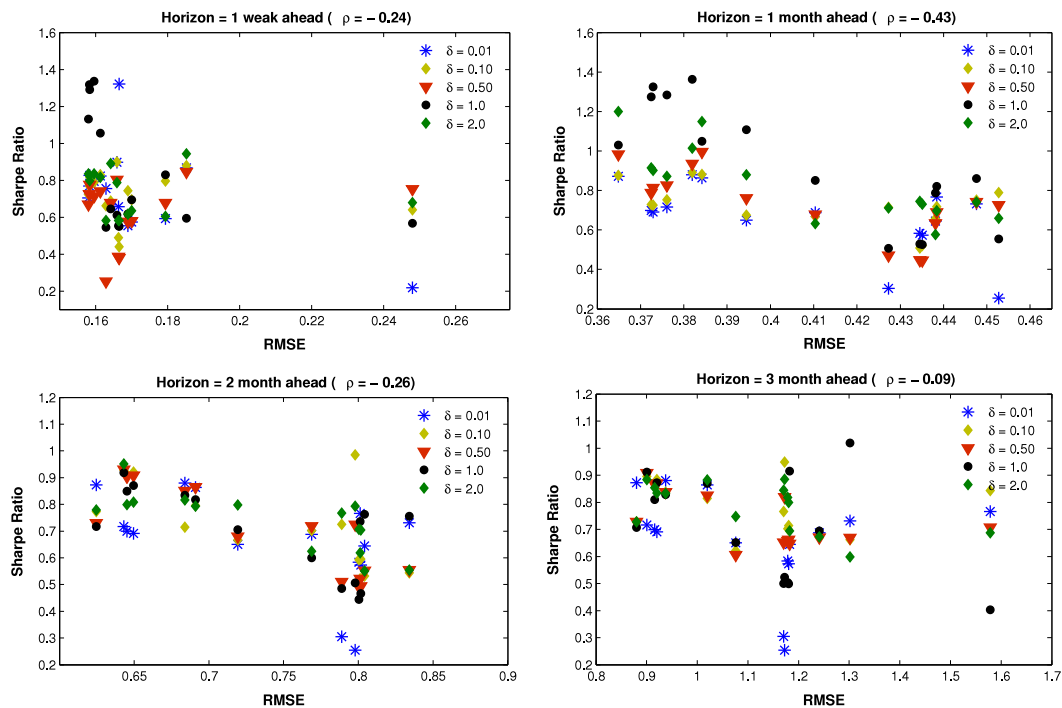 Horizon = 1 weak ahead ( ρ = − 0.24)
1.6
1.4
1.2
1
0.8
0.6
0.4
0.2
Sharpe Ratio
δ = 0.01
δ = 0.10
δ = 0.50
δ = 1.0
δ = 2.0
0.16
0.18
0.2
0.22
0.24
0.26
RMSE
Horizon = 1 month ahead ( ρ = − 0.43)
1.6
1.4
1.2
1
0.8
0.6
0.4
0.2
Sharpe Ratio
δ = 0.01
δ = 0.10
δ = 0.50
δ = 1.0
δ = 2.0
0.36
0.37
0.38
0.39
0.4
0.41
0.42
0.43
0.44
0.45
0.46
RMSE
Horizon = 2 month ahead ( ρ = − 0.26)
1.2
1.1
1
0.9
0.8
0.7
0.6
0.5
0.4
0.3
0.2
Sharpe Ratio
δ = 0.01
δ = 0.10
δ = 0.50
δ = 1.0
δ = 2.0
0.65
0.7
0.75
0.8
0.85
0.9
RMSE
Horizon = 3 month ahead ( ρ = − 0.09)
1.2
1.1
1
0.9
0.8
0.7
0.6
0.5
0.4
0.3
0.2
Sharpe Ratio
δ = 0.01
δ = 0.10
δ = 0.50
δ = 1.0
δ = 2.0
0.8
0.9
1
1.1
1.2
1.3
1.4
1.5
1.6
1.7
RMSE